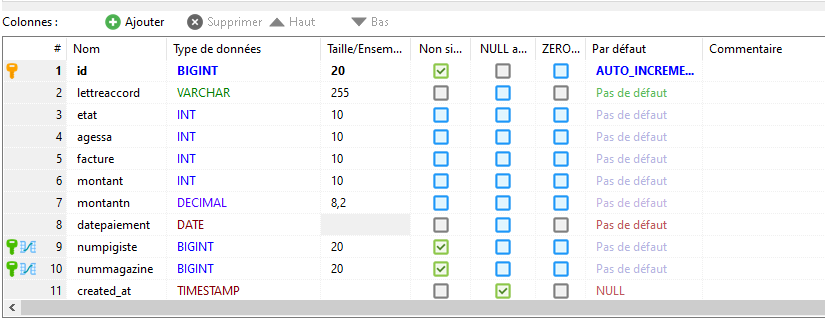 Colonnes : Ajouter Supprimer Haut Bas
# Nom Type de données Taille/Ensem... Non si... NULL a... ZERO... Par défaut Commentaire
1 id BIGINT 20 AUTO_INCREME...
2 lettreaccord VARCHAR 255 Pas de défaut
3 etat INT 10 Pas de défaut
4 agessa INT 10 Pas de défaut
5 facture INT 10 Pas de défaut
6 montant INT 10 Pas de défaut
7 montantn DECIMAL 8,2 Pas de défaut
8 datepaiement DATE Pas de défaut
9 numpigiste BIGINT 20 Pas de défaut
10 nummagazine BIGINT 20 Pas de défaut
11 created_at TIMESTAMP NULL